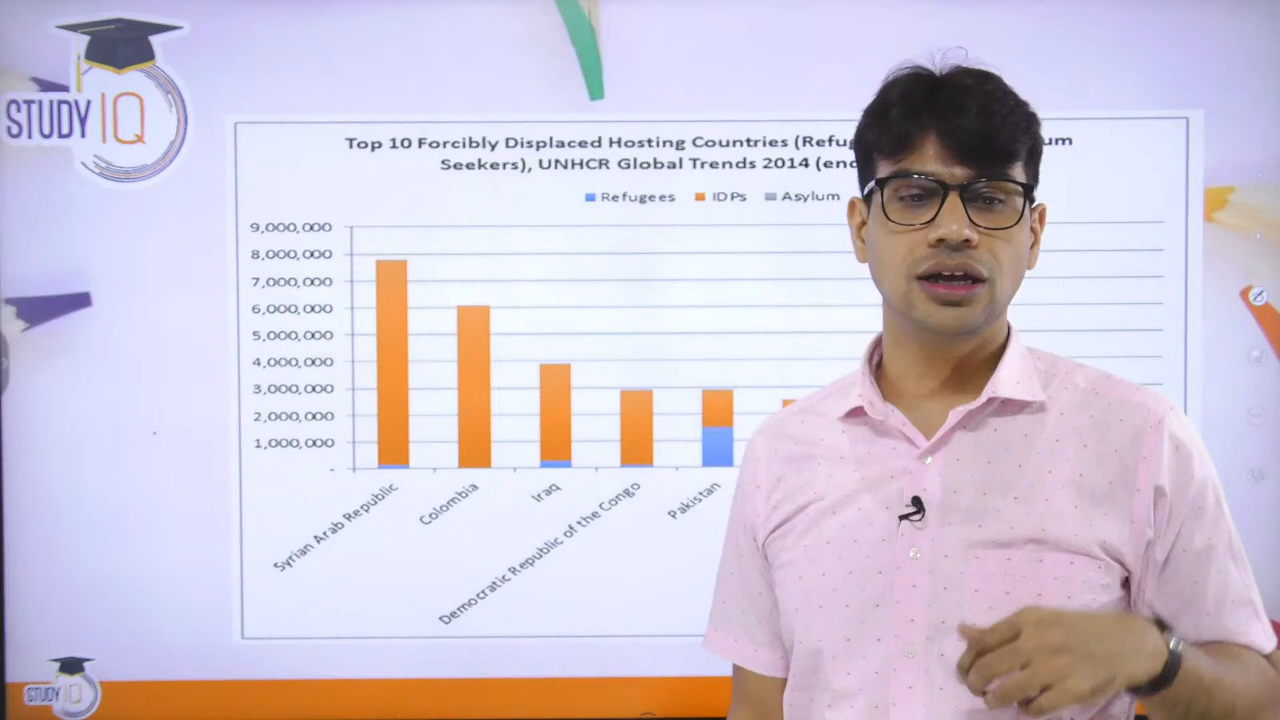 STUDY IQ
Top 10 Forcibly Displaced Hosting Countries
Seekers), UNHCR Global Trends 2014
Refugees IDPs Asylum
9,000,000
8,000,000
7,000,000
6,000,000
5,000,000
4,000,000
3,000,000
2,000,000
1,000,000
-
Syrian Arab Republic
Colombia
Iraq
Democratic Republic of the Congo
Pakistan
STUDY IQ